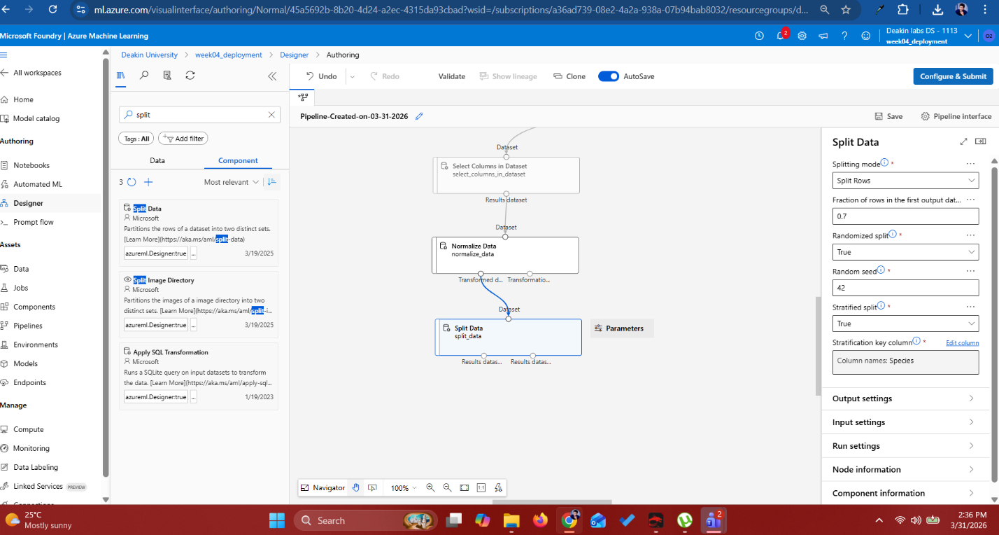 ml.azure.com/visualinterface/authoring/Normal/45a5692b-8b20-4d24-a2ec-4315da93cbad?wsid=/subscriptions/a36ad739-08e2-4a2a-938a-07b94bab8032/resourcegroups/d...
Microsoft Foundry | Azure Machine Learning
2
Deakin labs DS - 1113
week04_deployment
O2
All workspaces
Home
Model catalog
Authoring
Notebooks
Automated ML
Designer
Prompt flow
Assets
Data
Jobs
Components
Pipelines
Environments
Models
Endpoints
Manage
Compute
Monitoring
Data Labeling
Linked Services PREVIEW
Connections
Deakin University > week04_deployment > Designer > Authoring
split
Tags : All
Add filter
Data
Component
3
Most relevant
Split Data
Microsoft
Partitions the rows of a dataset into two distinct sets.
[Learn More](https://aka.ms/aml/split-data)
azureml.Designer:true ...
3/19/2025
Split Image Directory
Microsoft
Partitions the images of a image directory into two
distinct sets. [Learn More](https://aka.ms/aml/split-i...
azureml.Designer:true ...
3/19/2025
Apply SQL Transformation
Microsoft
Runs a SQLite query on input datasets to transform
the data. [Learn More](https://aka.ms/aml/apply-sql...
azureml.Designer:true ...
1/19/2023
Undo
Redo
Validate
Show lineage
Clone
AutoSave
Configure & Submit
Pipeline-Created-on-03-31-2026
Save
Pipeline interface
Dataset
Select Columns in Dataset
select_columns_in_dataset
Results dataset
Dataset
Normalize Data
normalize_data
Transformed d...
Transformatio...
Dataset
Split Data
split_data
Parameters
Results datas...
Results datas...
Navigator
100%
1:1
Split Data
Splitting mode *
...
Split Rows
Fraction of rows in the first output dat...
...
0.7
Randomized split *
...
True
Random seed *
...
42
Stratified split *
...
True
Stratification key column *
Edit column
Column names: Species
Output settings
Input settings
Run settings
Node information
Component information
25°C
Mostly sunny
Search
2
2:36 PM
3/31/2026